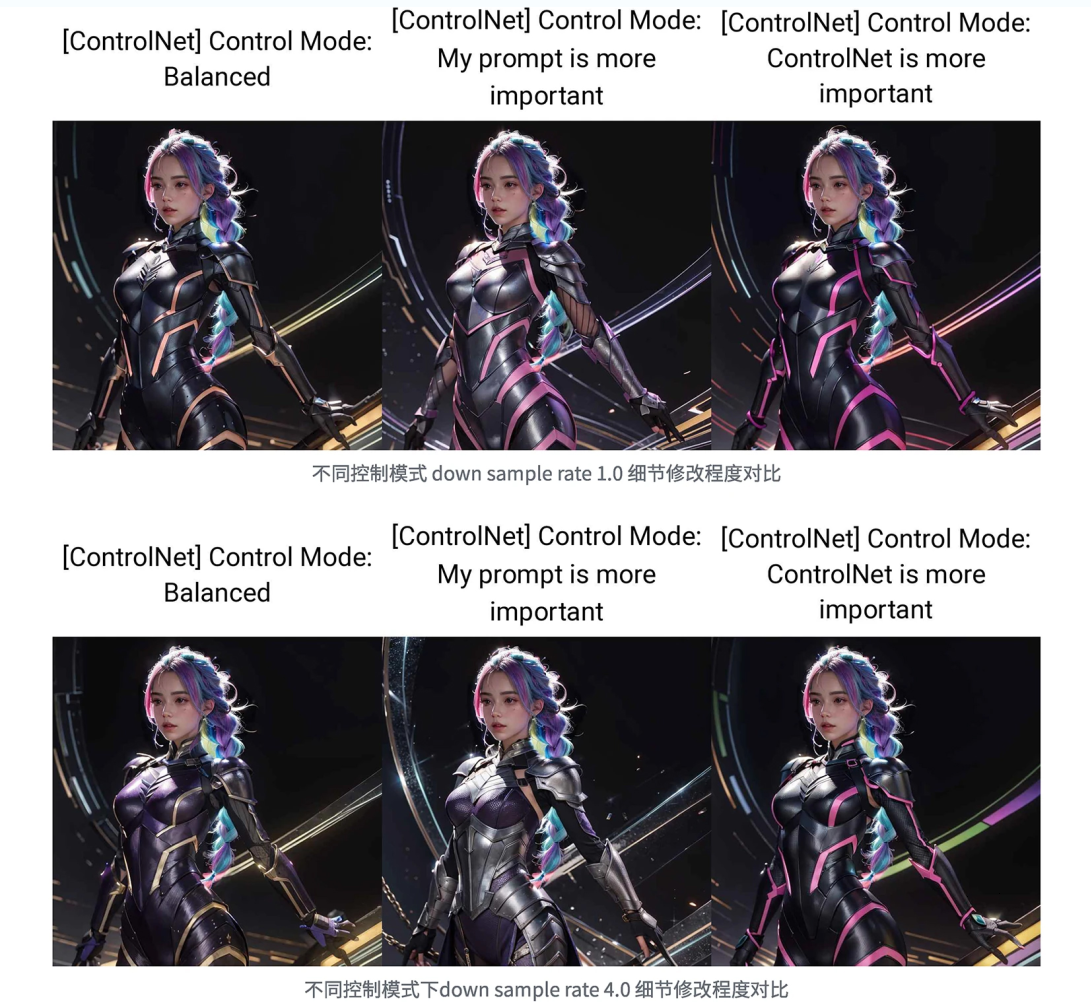 [ControlNet] Control Mode:
Balanced
[ControlNet] Control Mode:
My prompt is more
important
[ControlNet] Control Mode:
ControlNet is more
important
不同控制模式 down sample rate 1.0 细节修改程度对比
[ControlNet] Control Mode:
Balanced
[ControlNet] Control Mode:
My prompt is more
important
[ControlNet] Control Mode:
ControlNet is more
important
不同控制模式下down sample rate 4.0 细节修改程度对比